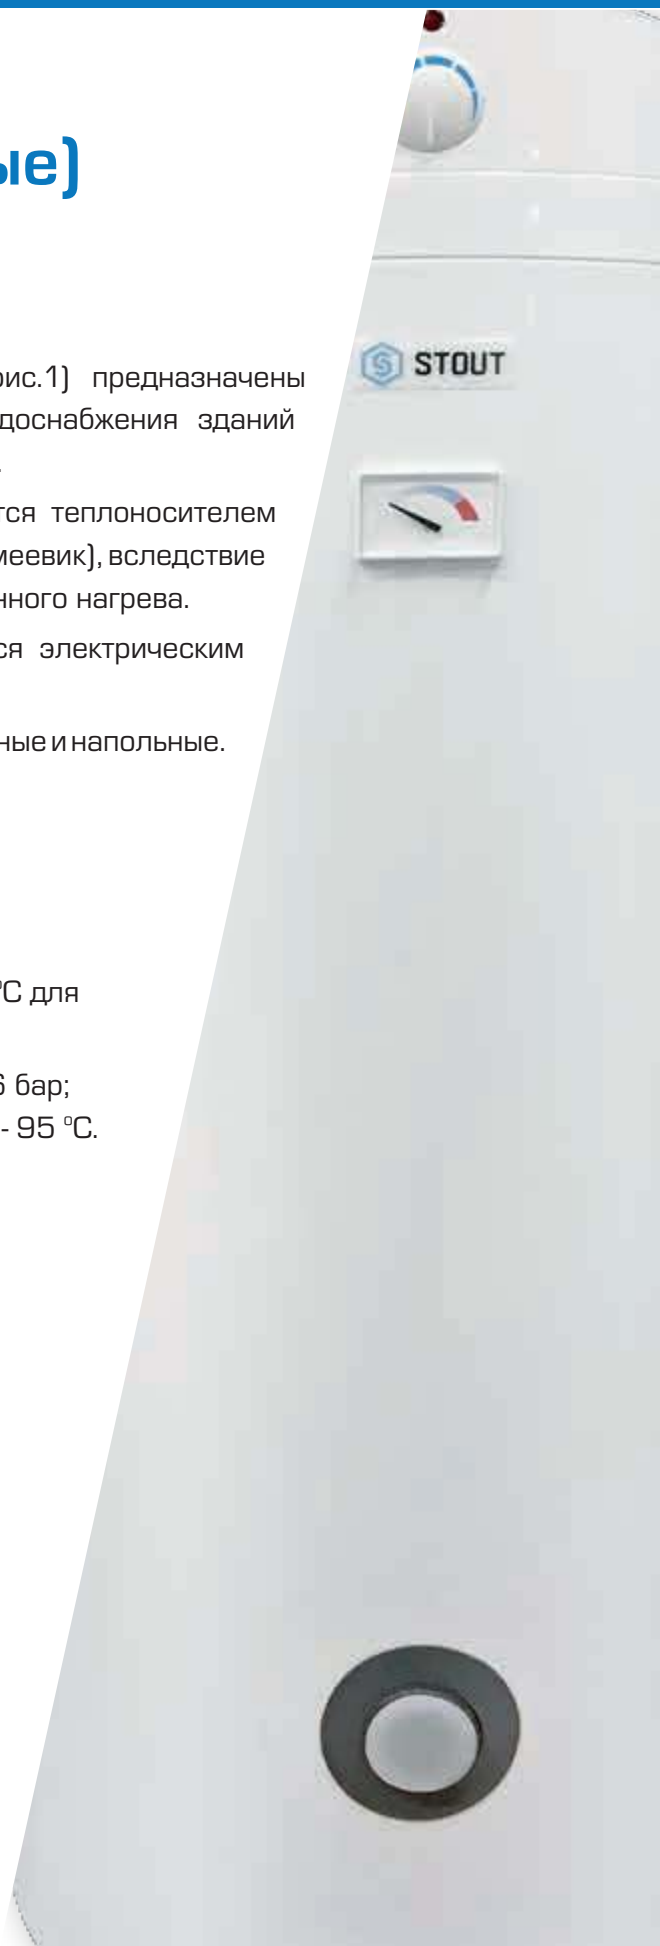 ые)
рис.1) предназначены
доснабжения зданий
.
тся теплоносителем
меевик), вследствие
нного нагрева.
ся электрическим
ные и напольные.
°С для
6 бар;
- 95 °С.
STOUT